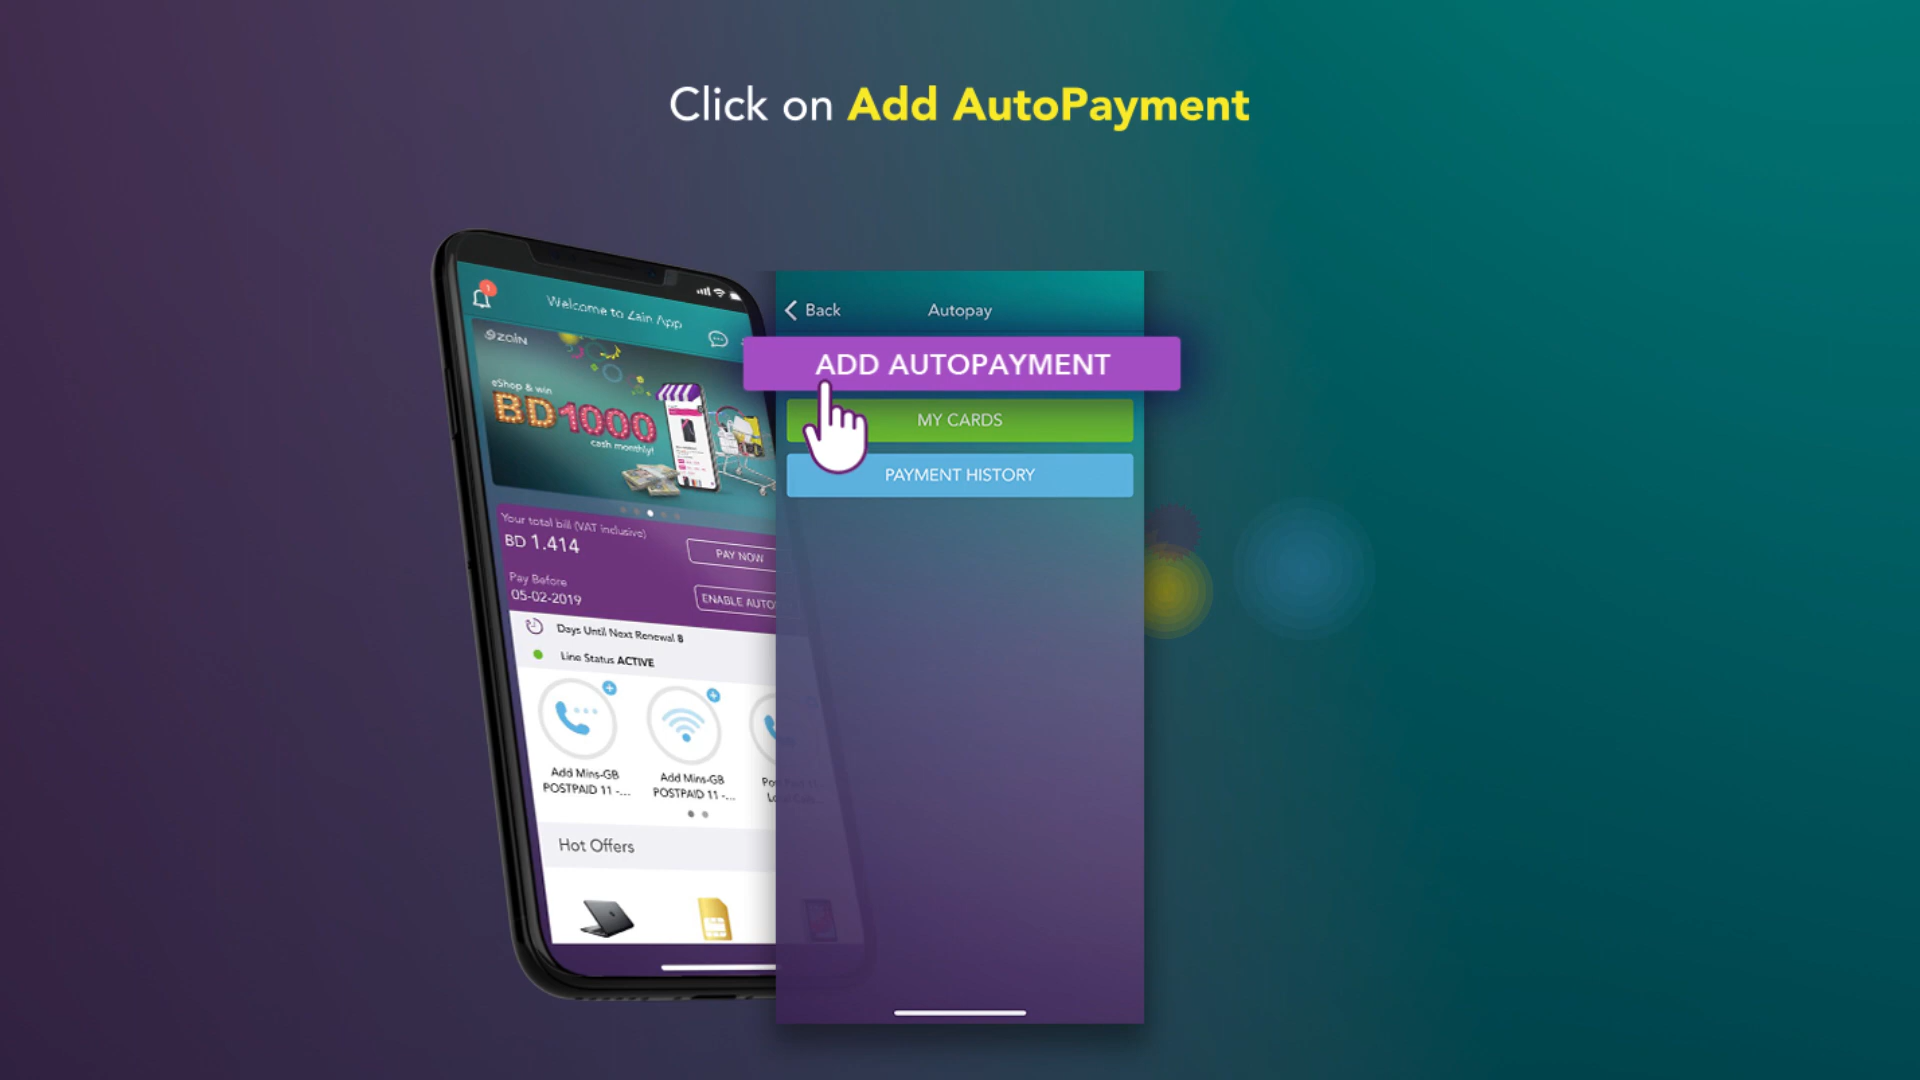 Click on Add AutoPayment
1
Welcome to Zain App
zain
eShop & win
BD1000
cash monthly!
Your total bill (VAT inclusive)
BD 1.414
PAY NOW
Pay Before
05-02-2019
ENABLE AUTO
Days Until Next Renewal 8
Line Status ACTIVE
Add Mins-GB
POSTPAID 11 -...
Add Mins-GB
POSTPAID 11 -...
Hot Offers
Back
Autopay
ADD AUTOPAYMENT
MY CARDS
PAYMENT HISTORY